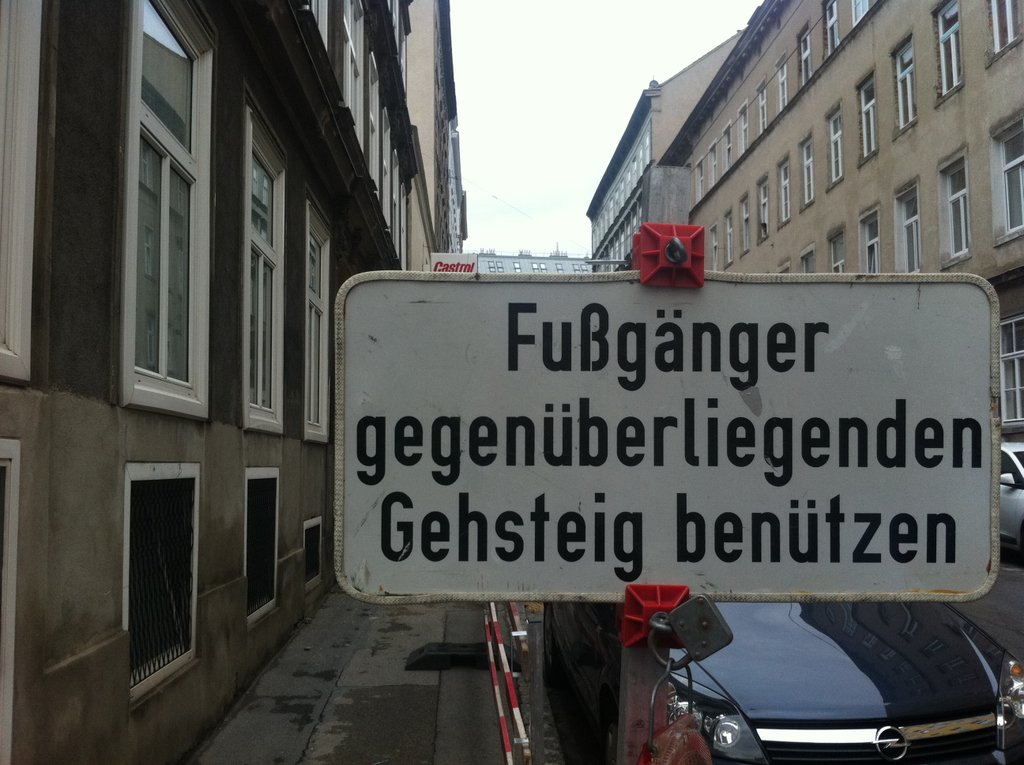 Castrol
Fußgänger
gegenüberliegenden
Gehsteig benützen